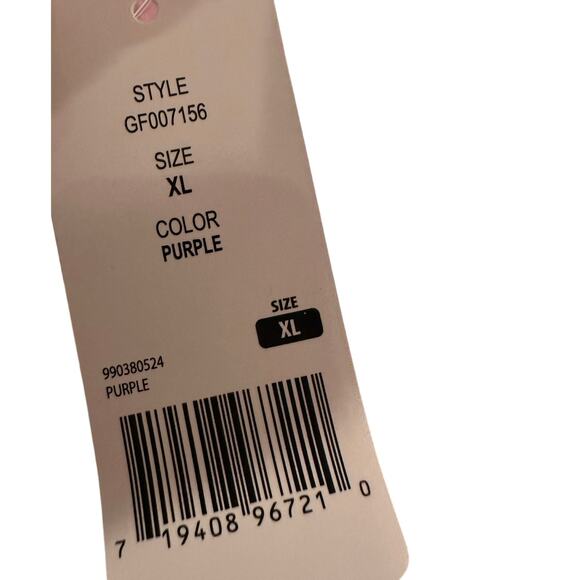 STYLE
GF007156
SIZE
XL
COLOR
PURPLE
SIZE
XL
990380524
PURPLE
7 19408 96721 0